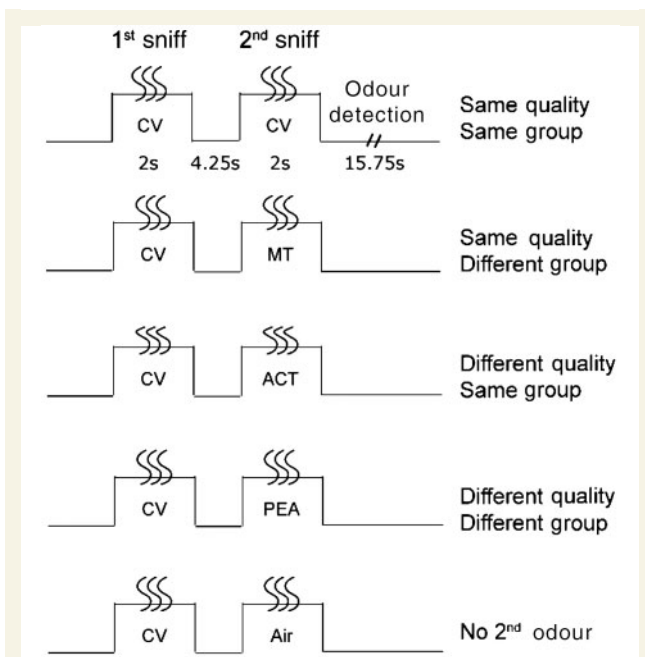 1st sniff 2nd sniff
Odour
detection
CV CV
2s 4.25s 2s 15.75s
Same quality
Same group
CV MT
Same quality
Different group
CV ACT
Different quality
Same group
CV PEA
Different quality
Different group
CV Air
No 2nd odour